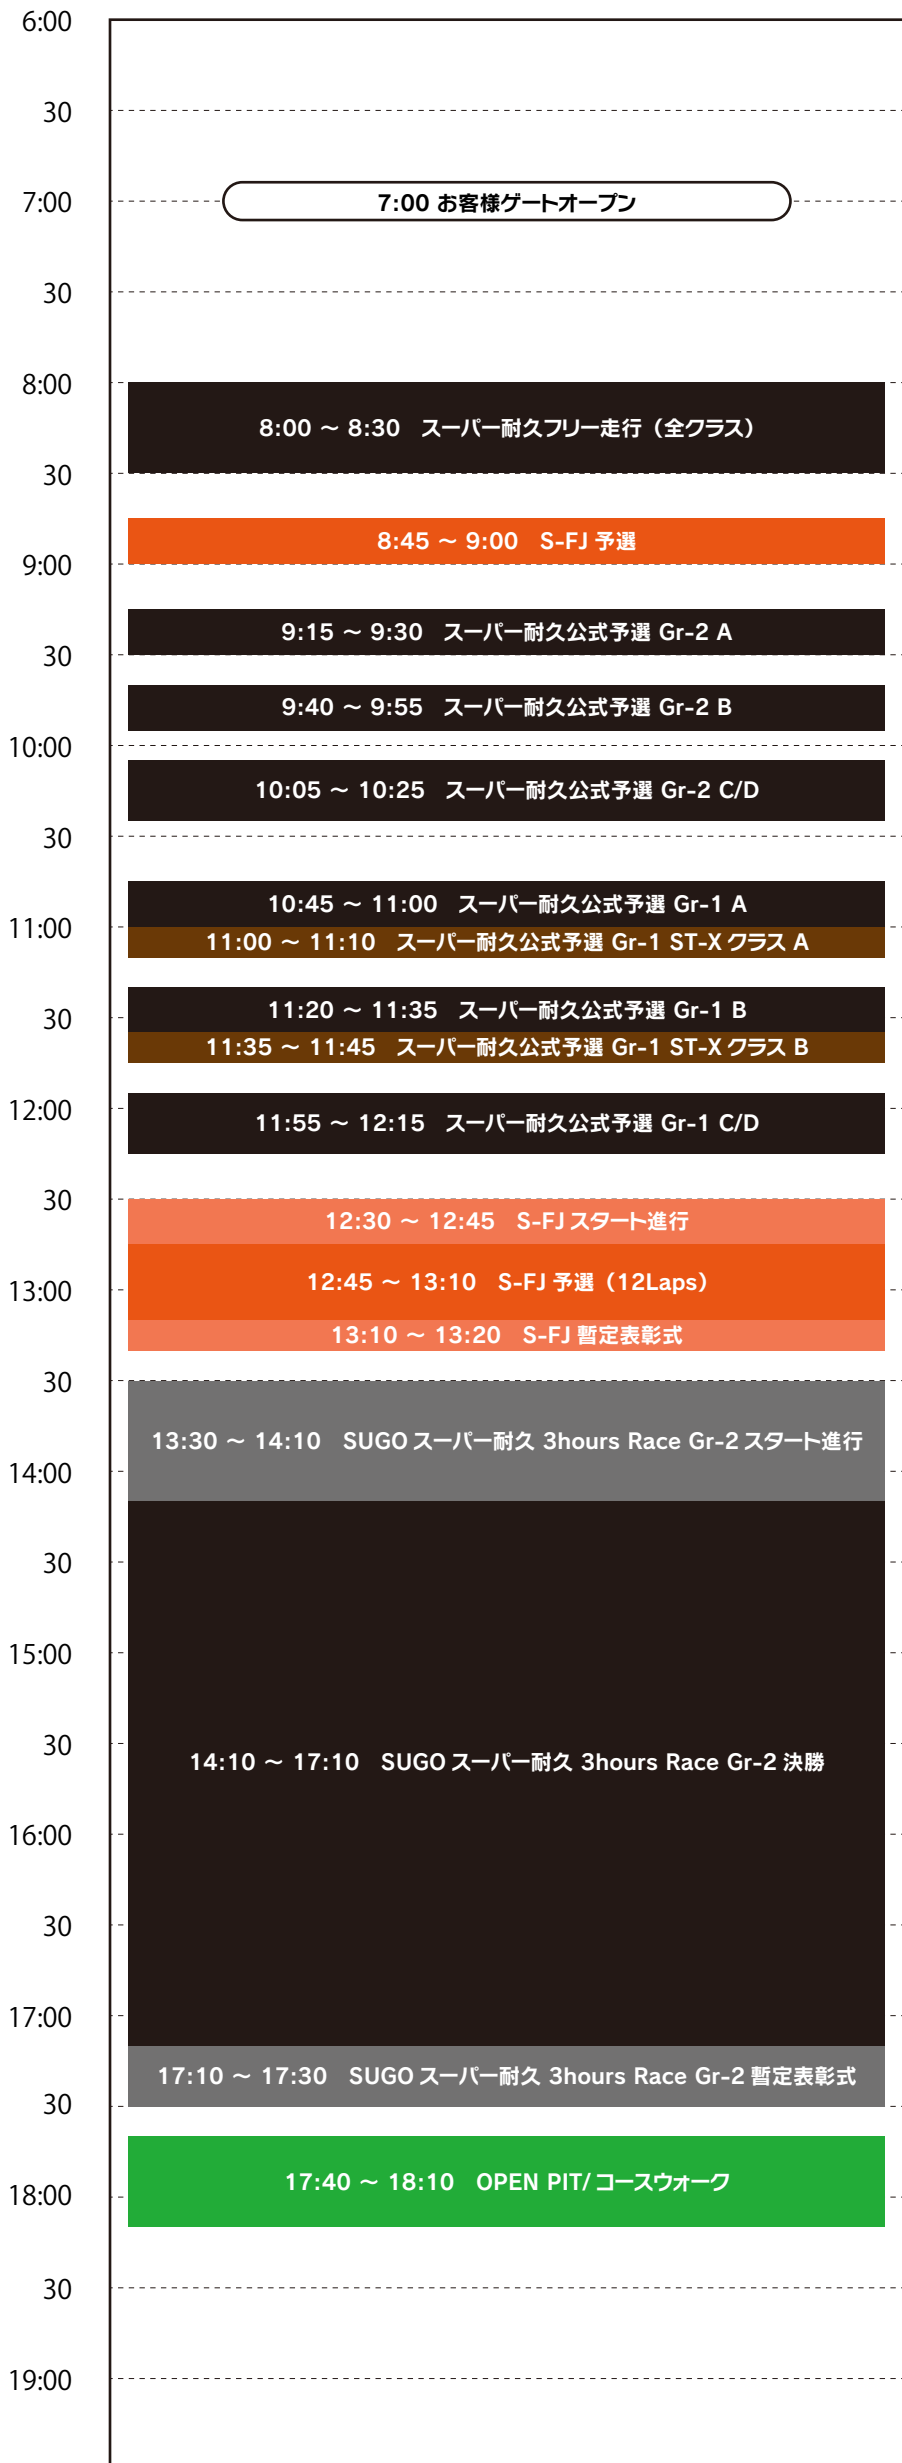 6:00
30
7:00
7:00 お客様ゲートオープン
30
8:00
8:00 ～ 8:30 スーパー耐久フリー走行（全クラス）
30
8:45 ～ 9:00 S-FJ 予選
9:00
9:15 ～ 9:30 スーパー耐久公式予選 Gr-2 A
30
9:40 ～ 9:55 スーパー耐久公式予選 Gr-2 B
10:00
10:05 ～ 10:25 スーパー耐久公式予選 Gr-2 C/D
30
10:45 ～ 11:00 スーパー耐久公式予選 Gr-1 A
11:00
11:00 ～ 11:10 スーパー耐久公式予選 Gr-1 ST-X クラス A
11:20 ～ 11:35 スーパー耐久公式予選 Gr-1 B
30
11:35 ～ 11:45 スーパー耐久公式予選 Gr-1 ST-X クラス B
12:00
11:55 ～ 12:15 スーパー耐久公式予選 Gr-1 C/D
30
12:30 ～ 12:45 S-FJ スタート進行
12:45 ～ 13:10 S-FJ 予選（12Laps）
13:00
13:10 ～ 13:20 S-FJ 暫定表彰式
30
13:30 ～ 14:10 SUGO スーパー耐久 3hours Race Gr-2 スタート進行
14:00
30
15:00
30
14:10 ～ 17:10 SUGO スーパー耐久 3hours Race Gr-2 決勝
16:00
30
17:00
17:10 ～ 17:30 SUGO スーパー耐久 3hours Race Gr-2 暫定表彰式
30
17:40 ～ 18:10 OPEN PIT/ コースウォーク
18:00
30
19:00